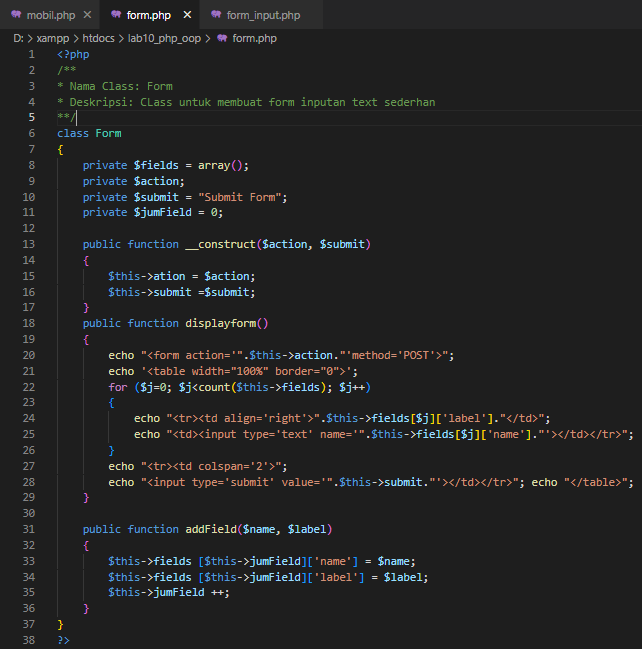 mobil.php × form.php × form_input.php
D: > xampp > htdocs > lab10_php_oop > form.php
1 <?php
2 /**
3 * Nama Class: Form
4 * Deskripsi: CLass untuk membuat form inputan text sederhan
5 **/
6 class Form
7 {
8 private $fields = array();
9 private $action;
10 private $submit = "Submit Form";
11 private $jumField = 0;
12
13 public function __construct($action, $submit)
14 {
15 $this->ation = $action;
16 $this->submit =$submit;
17 }
18 public function displayform()
19 {
20 echo "<form action='".$this->action."'method='POST'>";
21 echo '<table width="100%" border="0">';
22 for ($j=0; $j<count($this->fields); $j++)
23 {
24 echo "<tr><td align='right'>".$this->fields[$j]['label']."</td>";
25 echo "<td><input type='text' name='".$this->fields[$j]['name']."'></td></tr>";
26 }
27 echo "<tr><td colspan='2'>";
28 echo "<input type='submit' value='".$this->submit."'></td></tr>"; echo "</table>";
29 }
30
31 public function addField($name, $label)
32 {
33 $this->fields [$this->jumField]['name'] = $name;
34 $this->fields [$this->jumField]['label'] = $label;
35 $this->jumField ++;
36 }
37 }
38 ?>